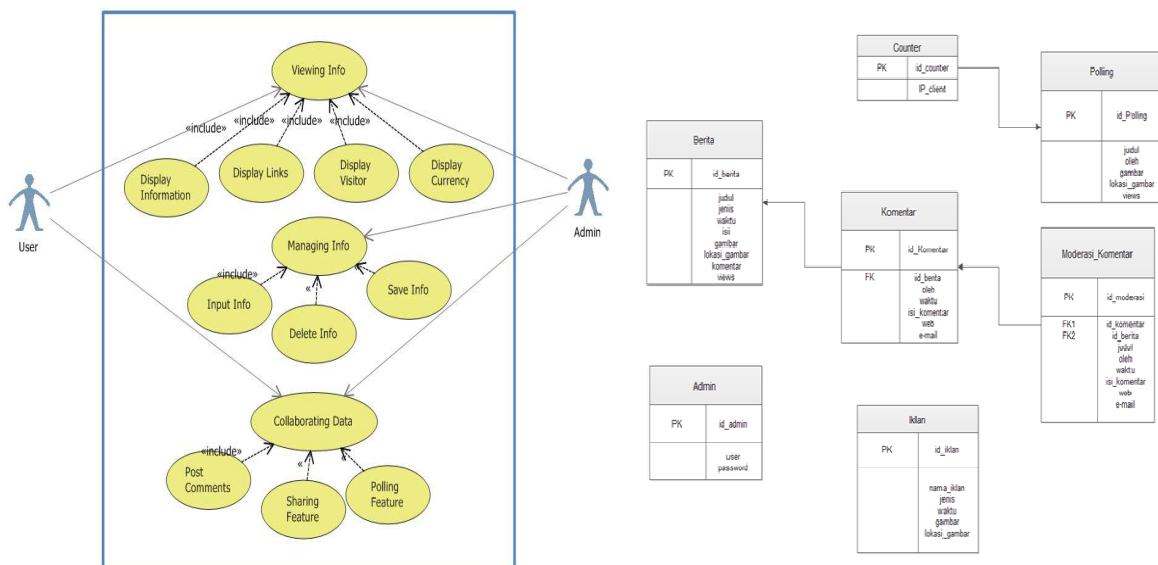 Viewing Info
«include»
«include»
«include»
«include»
Display
Information
Display Links
Display
Visitor
Display
Currency
User
Admin
Managing Info
«include»
Input Info
«
Delete Info
Save Info
Collaborating Data
«include»
Post
Comments
«
Sharing
Feature
Polling
Feature
Counter
PK id_counter
IP_client
Polling
PK id_Polling
judul
oleh
gambar
lokasi_gambar
views
Berita
PK id_berita
judul
jenis
waktu
isi
gambar
lokasi_gambar
komentar
views
Komentar
PK id_Komentar
FK id_berita
oleh
waktu
isi_komentar
web
e-mail
Moderasi_Komentar
PK id_moderasi
FK1 id_komentar
FK2 id_berita
judul
oleh
waktu
isi_komentar
web
e-mail
Admin
PK id_admin
user
password
Iklan
PK id_iklan
nama_iklan
jenis
waktu
gambar
lokasi_gambar